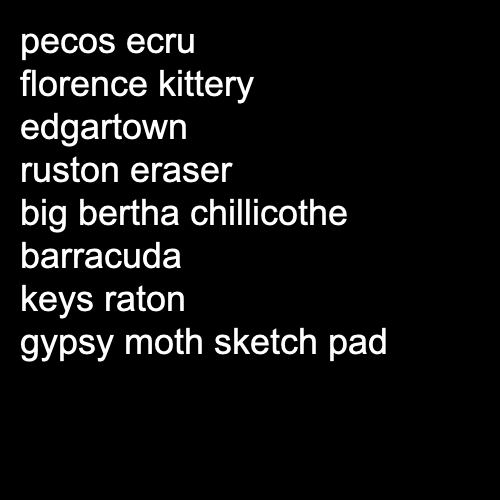 pecos ecru
florence kittery
edgartown
ruston eraser
big bertha chillicothe
barracuda
keys raton
gypsy moth sketch pad